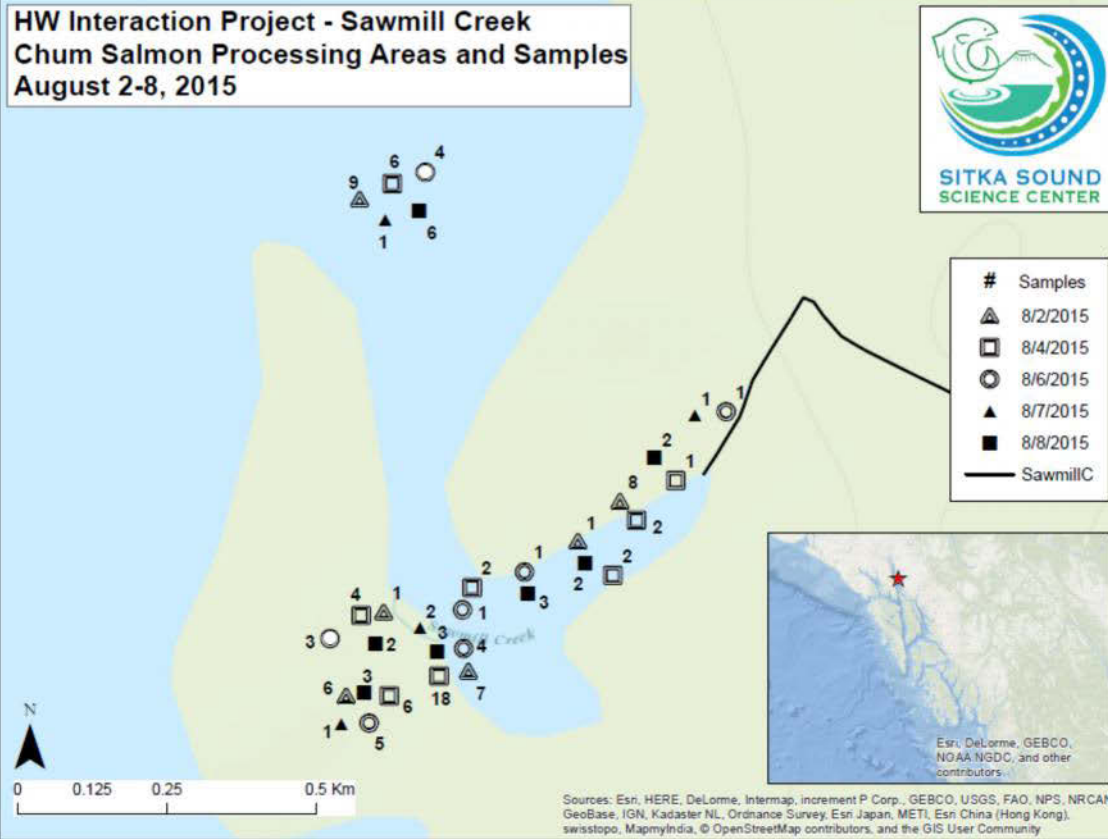 HW Interaction Project - Sawmill Creek
Chum Salmon Processing Areas and Samples
August 2-8, 2015
SITKA SOUND
SCIENCE CENTER
# Samples
8/2/2015
8/4/2015
8/6/2015
8/7/2015
8/8/2015
SawmillC
6
4
9
1
6
1
1
2
1
8
2
1
2
2
1
2
3
1
4
1
2
3
4
3
2
Sawmill Creek
7
18
6
3
6
1
5
N
0
0.125
0.25
0.5 Km
Esri, DeLorme, GEBCO,
NOAA NGDC, and other
contributors
Sources: Esri, HERE, DeLorme, Intermap, increment P Corp., GEBCO, USGS, FAO, NPS, NRCAN,
GeoBase, IGN, Kadaster NL, Ordnance Survey, Esri Japan, METI, Esri China (Hong Kong),
swisstopo, MapmyIndia, © OpenStreetMap contributors, and the GIS User Community